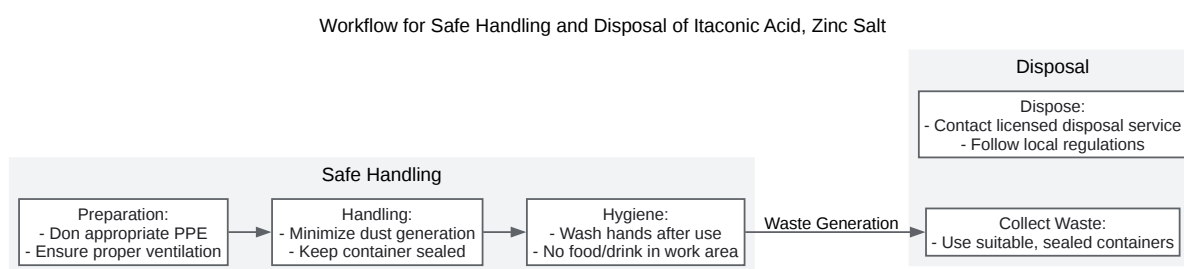 Workflow for Safe Handling and Disposal of Itaconic Acid, Zinc Salt
Disposal
Dispose:
- Contact licensed disposal service
- Follow local regulations
Safe Handling
Preparation:
- Don appropriate PPE
- Ensure proper ventilation
Handling:
- Minimize dust generation
- Keep container sealed
Hygiene:
- Wash hands after use
- No food/drink in work area
Waste Generation
Collect Waste:
- Use suitable, sealed containers